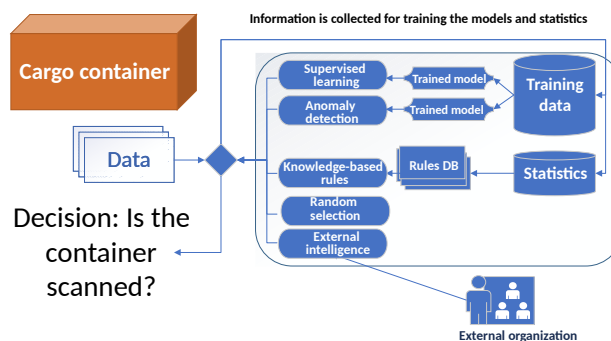 Information is collected for training the models and statistics
Cargo container
Supervised
learning
Trained model
Training
data
Anomaly
detection
Trained model
Data
Knowledge-based
rules
Rules DB
Statistics
Random
selection
Decision: Is the
container
scanned?
External
intelligence
External organization